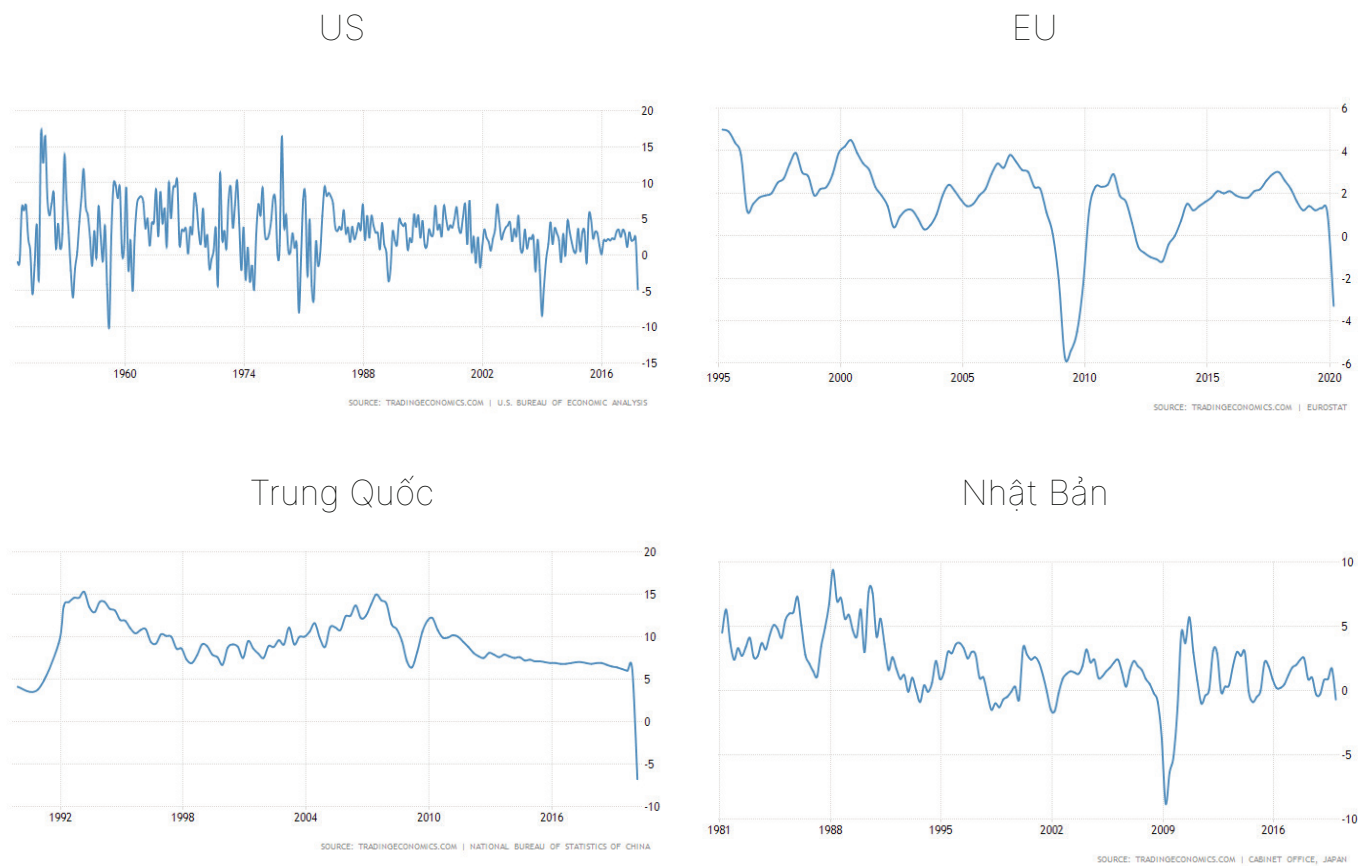 US
20
15
10
5
0
-5
-10
-15
1960 1974 1988 2002 2016
SOURCE: TRADINGECONOMICS.COM | U.S. BUREAU OF ECONOMIC ANALYSIS
EU
6
4
2
0
-2
-4
-6
1995 2000 2005 2010 2015 2020
SOURCE: TRADINGECONOMICS.COM | EUROSTAT
Trung Quốc
20
15
10
5
0
-5
-10
1992 1998 2004 2010 2016
SOURCE: TRADINGECONOMICS.COM | NATIONAL BUREAU OF STATISTICS OF CHINA
Nhật Bản
10
5
0
-5
-10
1981 1988 1995 2002 2009 2016
SOURCE: TRADINGECONOMICS.COM | CABINET OFFICE, JAPAN